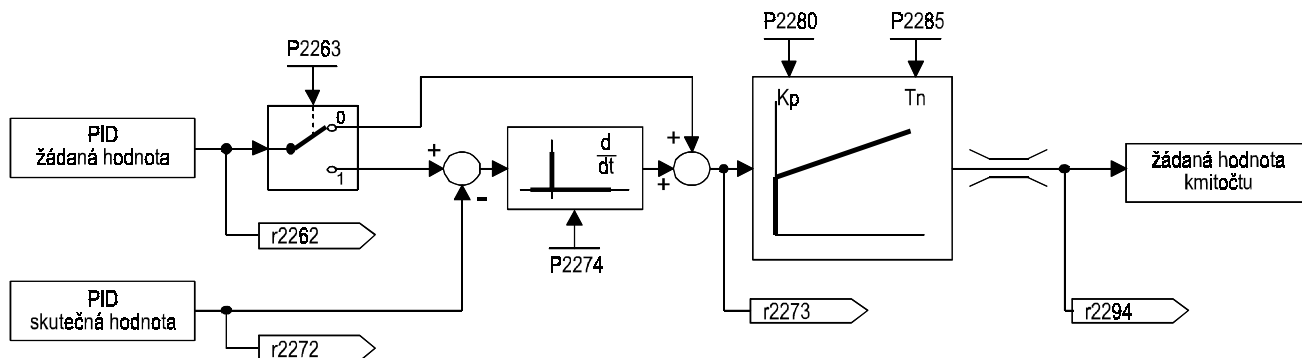 P2280
P2285
P2263
Kp
Tn
0
PID
žádaná hodnota
1
+
-
d
dt
+
+
žádaná hodnota
kmitočtu
r2262
P2274
PID
skutečná hodnota
r2273
r2294
r2272